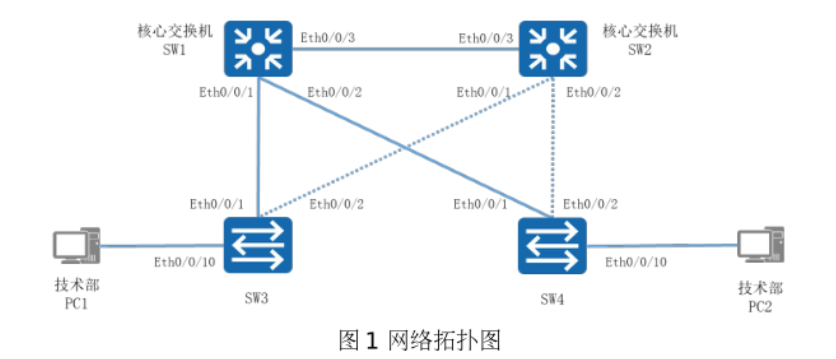 核心交换机
SW1
Eth0/0/3
Eth0/0/3
核心交换机
SW2
Eth0/0/1
Eth0/0/2
Eth0/0/1
Eth0/0/2
Eth0/0/1
Eth0/0/2
Eth0/0/1
Eth0/0/2
Eth0/0/10
Eth0/0/10
技术部
PC1
SW3
SW4
技术部
PC2
图 1 网络拓扑图